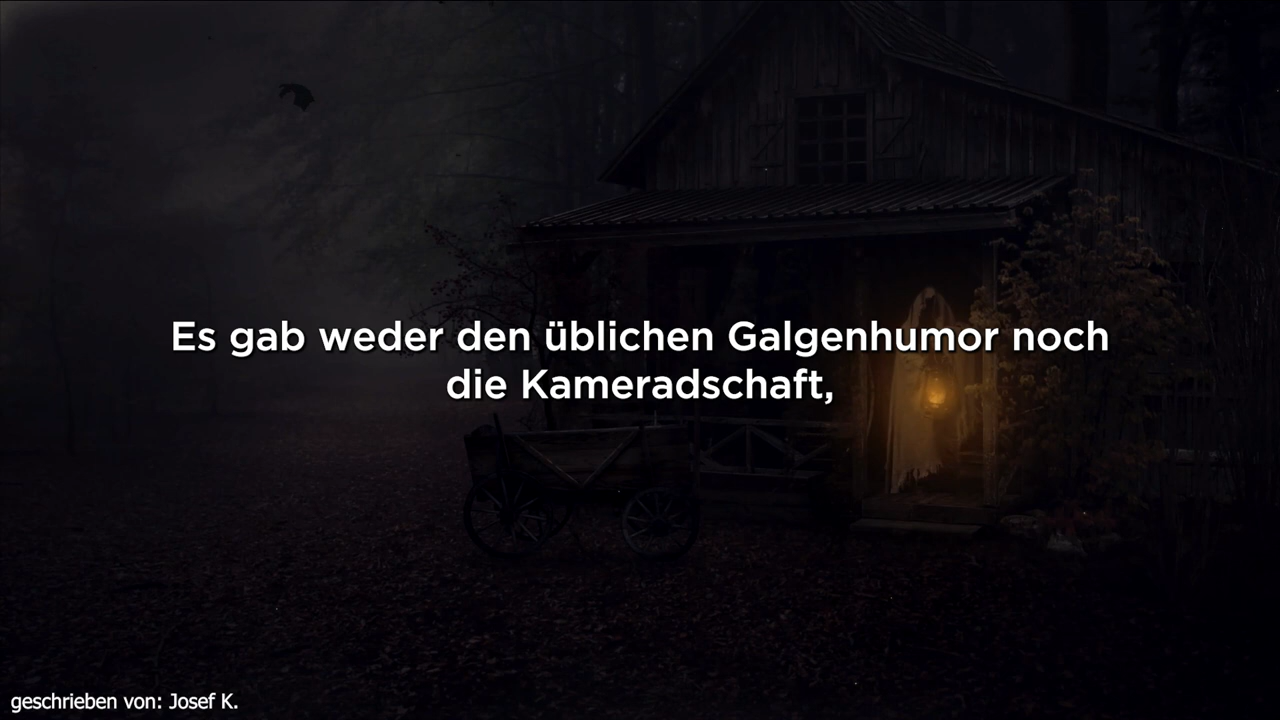 Es gab weder den üblichen Galgenhumor noch
die Kameradschaft,
geschrieben von: Josef K.